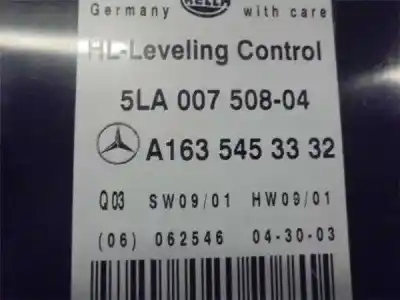 Germany HELLA with care
HL-Leveling Control
5LA 007 508-04
A163 545 33 32
Q03 SW09/01 HW09/01
(06) 062546 04-30-03